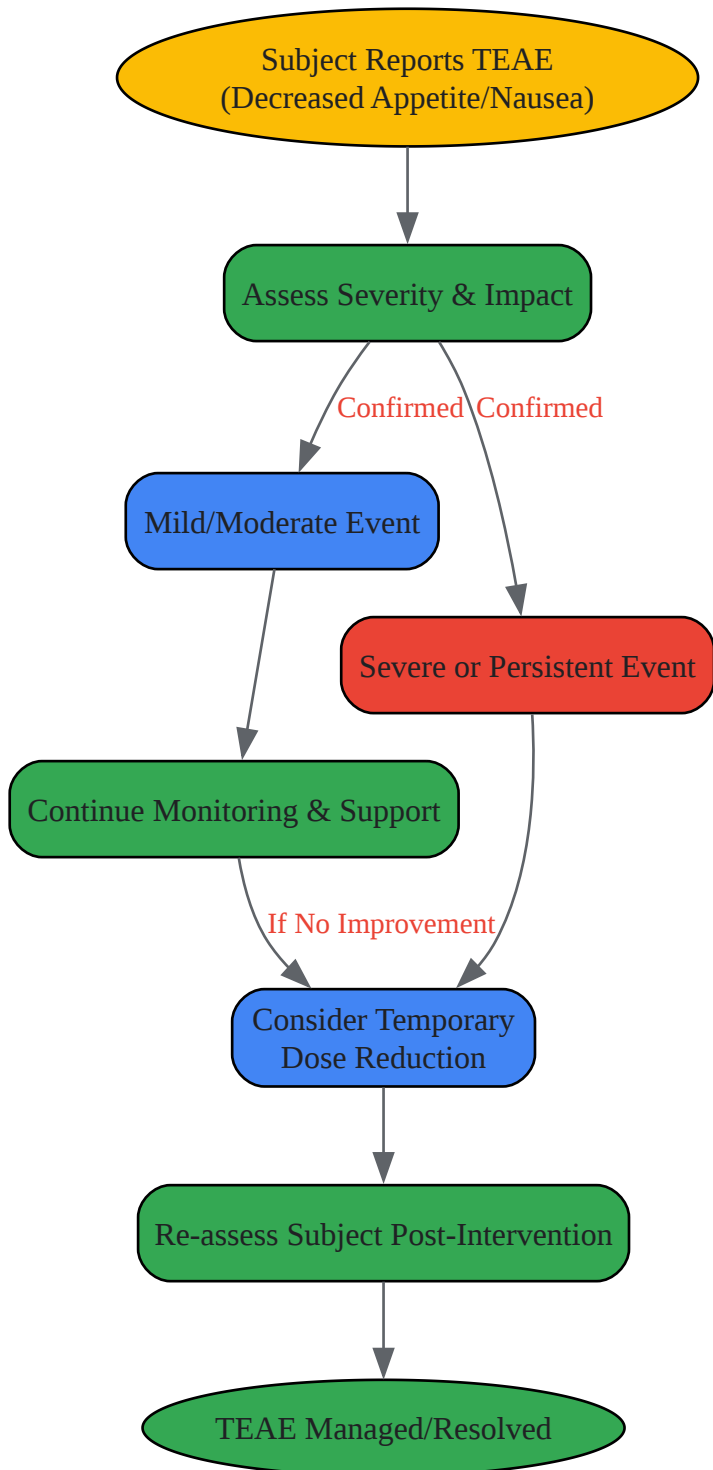 Subject Reports TEAE
(Decreased Appetite/Nausea)
Assess Severity & Impact
Confirmed
Confirmed
Mild/Moderate Event
Severe or Persistent Event
Continue Monitoring & Support
If No Improvement
Consider Temporary
Dose Reduction
Re-assess Subject Post-Intervention
TEAE Managed/Resolved